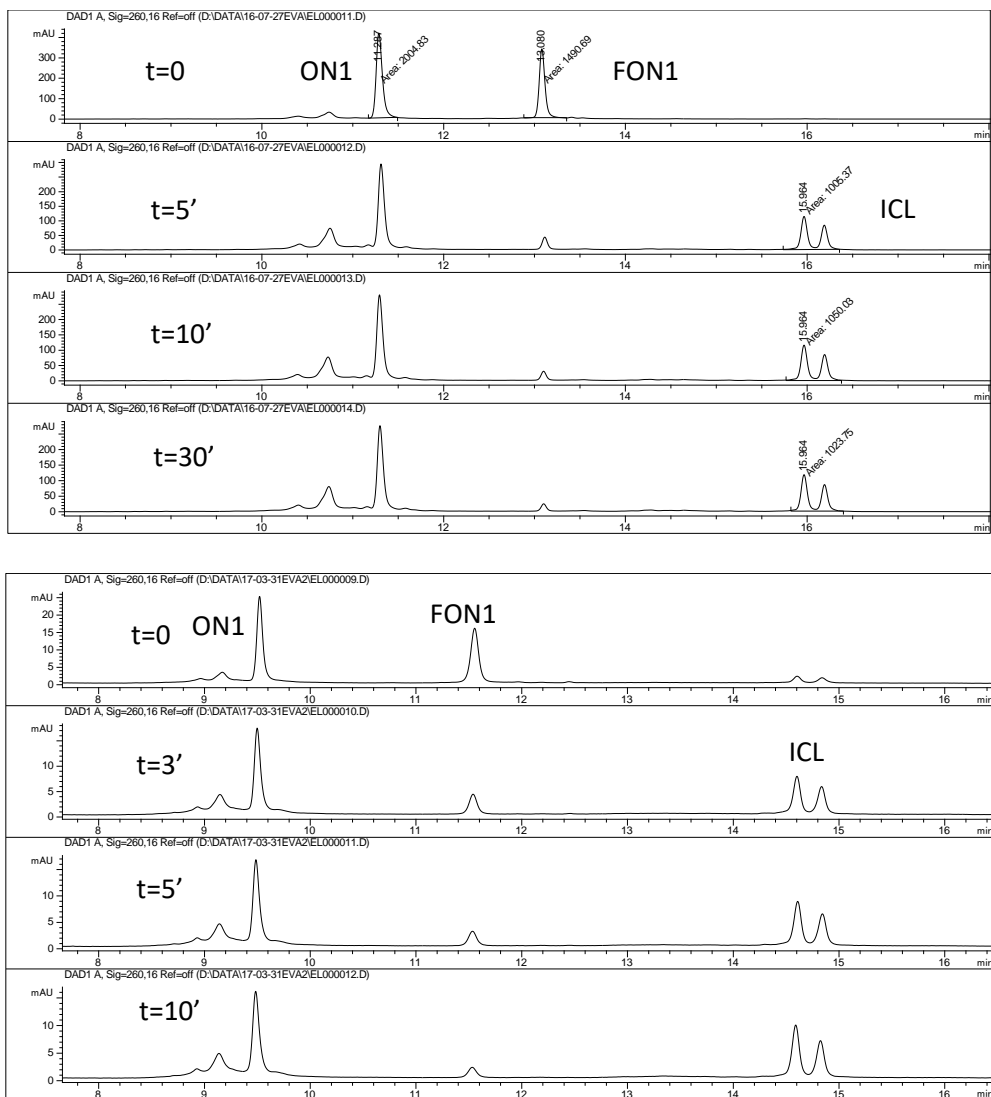 DAD1 A, Sig=260,16 Ref=off (D:\DATA\16-07-27EVA\EL000011.D)
mAU
300
200
100
0
t=0
ON1
11.287
Area: 2004.83
13.080
Area: 1490.69
FON1
8 10 12 14 16 min
DAD1 A, Sig=260,16 Ref=off (D:\DATA\16-07-27EVA\EL000012.D)
mAU
200
150
100
50
0
t=5'
15.964
Area: 1005.37
ICL
8 10 12 14 16 min
DAD1 A, Sig=260,16 Ref=off (D:\DATA\16-07-27EVA\EL000013.D)
mAU
200
150
100
50
0
t=10'
15.964
Area: 1050.03
8 10 12 14 16 min
DAD1 A, Sig=260,16 Ref=off (D:\DATA\16-07-27EVA\EL000014.D)
mAU
200
150
100
50
0
t=30'
15.964
Area: 1023.75
8 10 12 14 16 min
DAD1 A, Sig=260,16 Ref=off (D:\DATA\17-03-31EVA2\EL000009.D)
mAU
20
15
10
5
0
t=0
ON1
FON1
8 9 10 11 12 13 14 15 16 min
DAD1 A, Sig=260,16 Ref=off (D:\DATA\17-03-31EVA2\EL000010.D)
mAU
10
5
0
t=3'
ICL
8 9 10 11 12 13 14 15 16 min
DAD1 A, Sig=260,16 Ref=off (D:\DATA\17-03-31EVA2\EL000011.D)
mAU
10
5
0
t=5'
8 9 10 11 12 13 14 15 16 min
DAD1 A, Sig=260,16 Ref=off (D:\DATA\17-03-31EVA2\EL000012.D)
mAU
10
5
0
t=10'
8 9 10 11 12 13 14 15 16 min